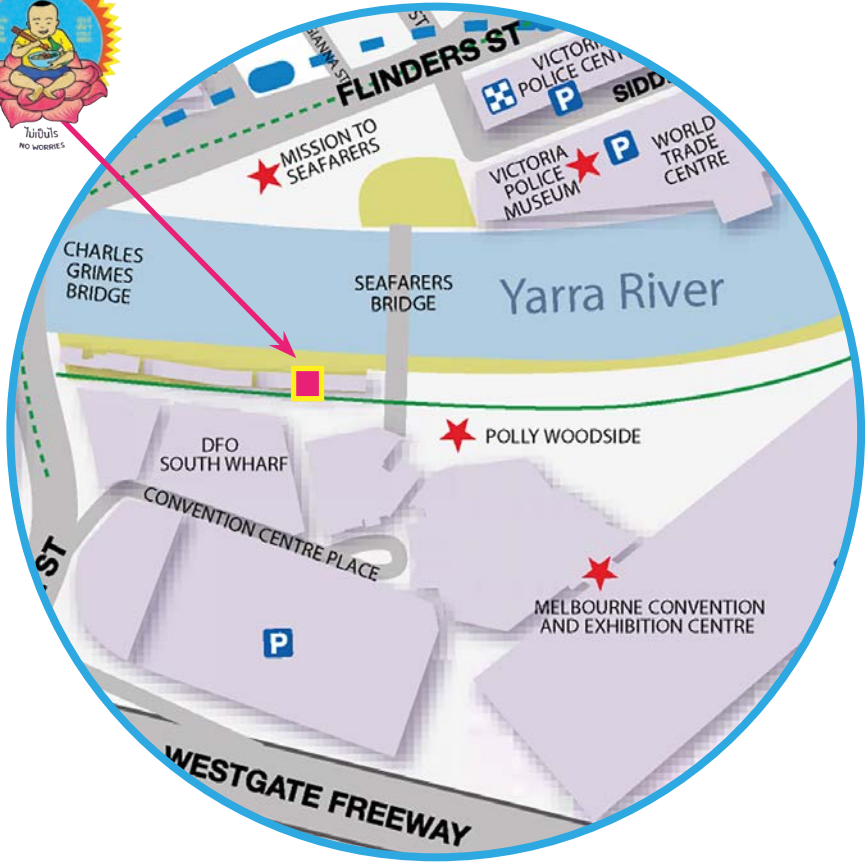 ไม่เป็นไร
NO WORRIES
ST
FLINDERS ST
VICTORIA
POLICE CENT
P
SIDD
MISSION TO
SEAFARERS
VICTORIA
POLICE
MUSEUM
P
WORLD
TRADE
CENTRE
CHARLES
GRIMES
BRIDGE
SEAFARERS
BRIDGE
Yarra River
POLLY WOODSIDE
DFO
SOUTH WHARF
CONVENTION CENTRE PLACE
ST
MELBOURNE CONVENTION
AND EXHIBITION CENTRE
P
WESTGATE FREEWAY